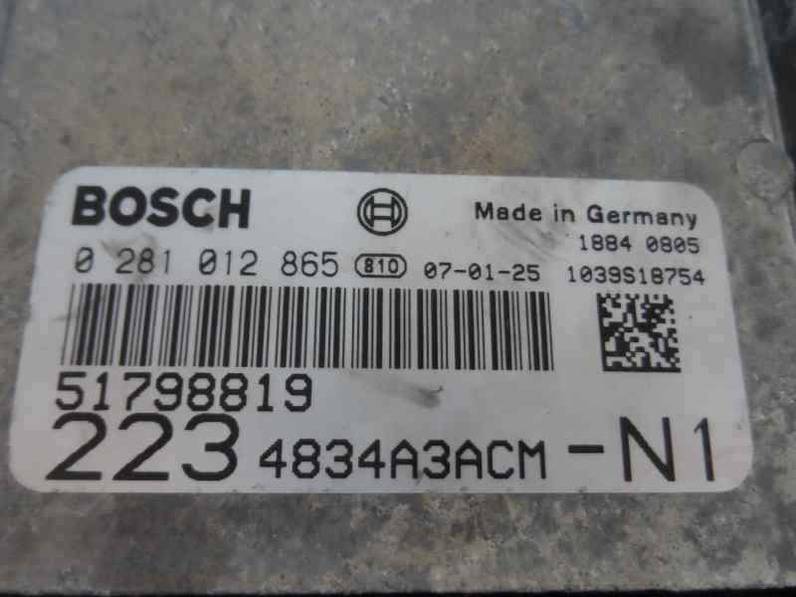 BOSCH Made in Germany
1884 0805
0 281 012 865 810 07-01-25 1039S18754
51798819
223 4834A3ACM -N1